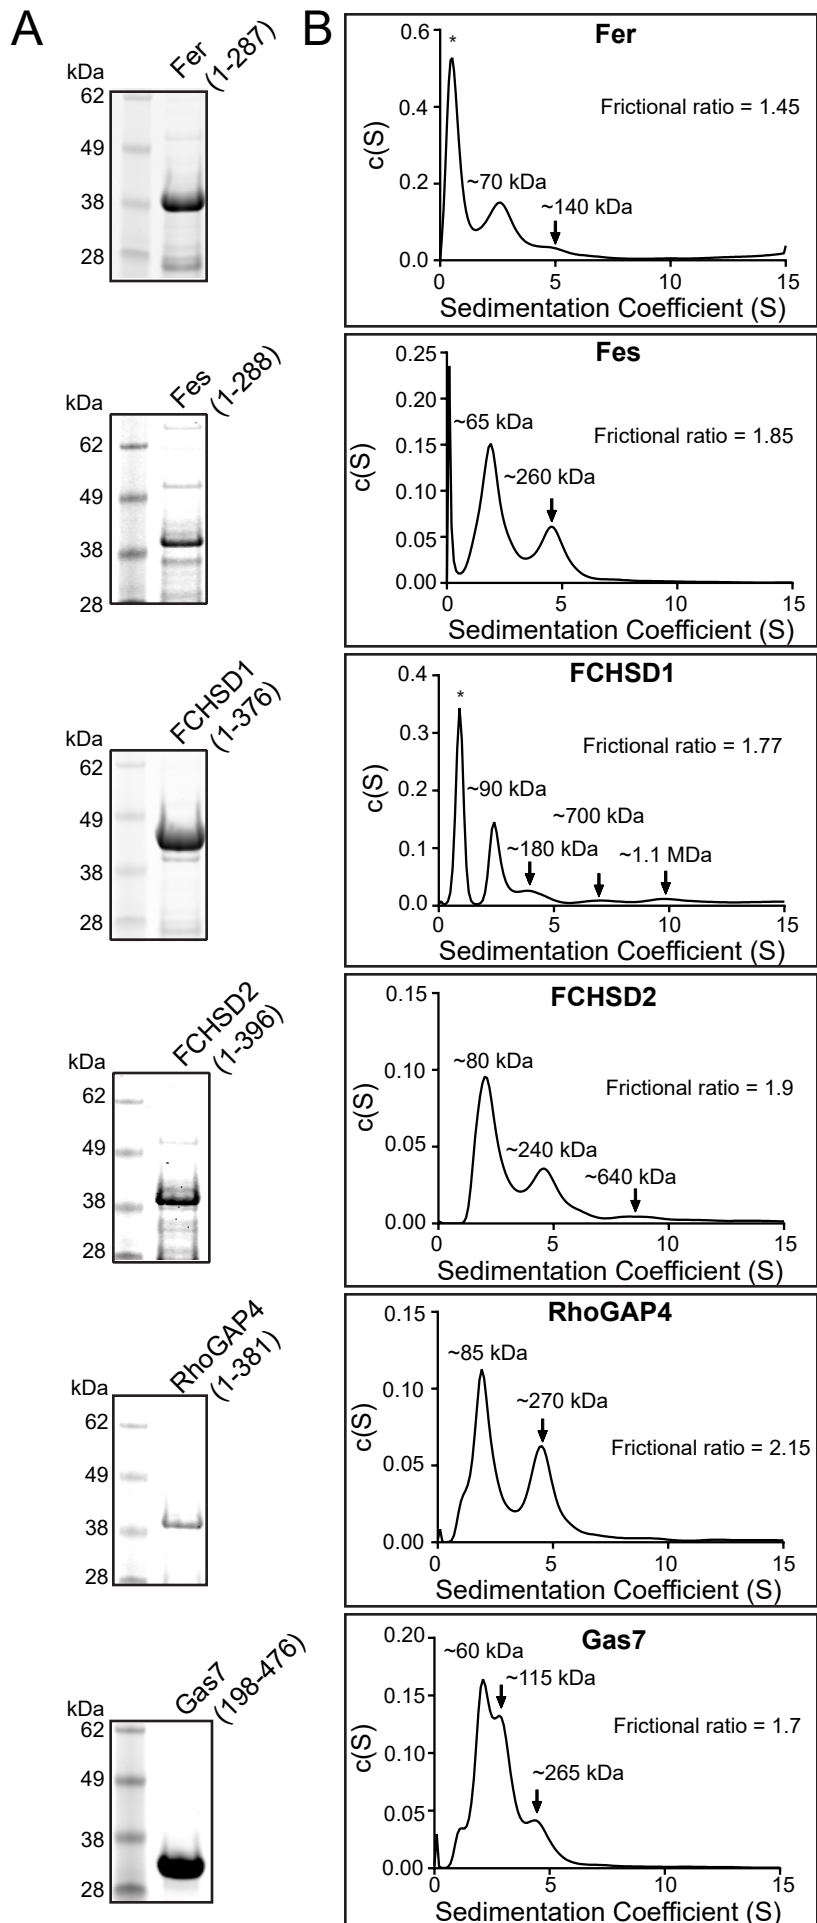 A
kDa
Fer
(1-287)
62
49
38
28
B
Fer
0.6
0.4
0.2
0.0
c(S)
*
Frictional ratio = 1.45
~70 kDa
~140 kDa
0
5
10
15
Sedimentation Coefficient (S)
kDa
Fes
(1-288)
62
49
38
28
Fes
0.25
0.20
0.15
0.10
0.05
0.00
c(S)
~65 kDa
Frictional ratio = 1.85
~260 kDa
0
5
10
15
Sedimentation Coefficient (S)
kDa
FCHSD1
(1-376)
62
49
38
28
FCHSD1
0.4
0.3
0.2
0.1
0.0
c(S)
*
Frictional ratio = 1.77
~90 kDa
~700 kDa
~180 kDa
~1.1 MDa
0
5
10
15
Sedimentation Coefficient (S)
kDa
FCHSD2
(1-396)
62
49
38
28
FCHSD2
0.15
0.10
0.05
0.00
c(S)
~80 kDa
Frictional ratio = 1.9
~240 kDa
~640 kDa
0
5
10
15
Sedimentation Coefficient (S)
kDa
RhoGAP4
(1-381)
62
49
38
28
RhoGAP4
0.15
0.10
0.05
0.00
c(S)
~85 kDa
~270 kDa
Frictional ratio = 2.15
0
5
10
15
Sedimentation Coefficient (S)
kDa
Gas7
(198-476)
62
49
38
28
Gas7
0.20
0.15
0.10
0.05
0.00
c(S)
~60 kDa
~115 kDa
Frictional ratio = 1.7
~265 kDa
0
5
10
15
Sedimentation Coefficient (S)